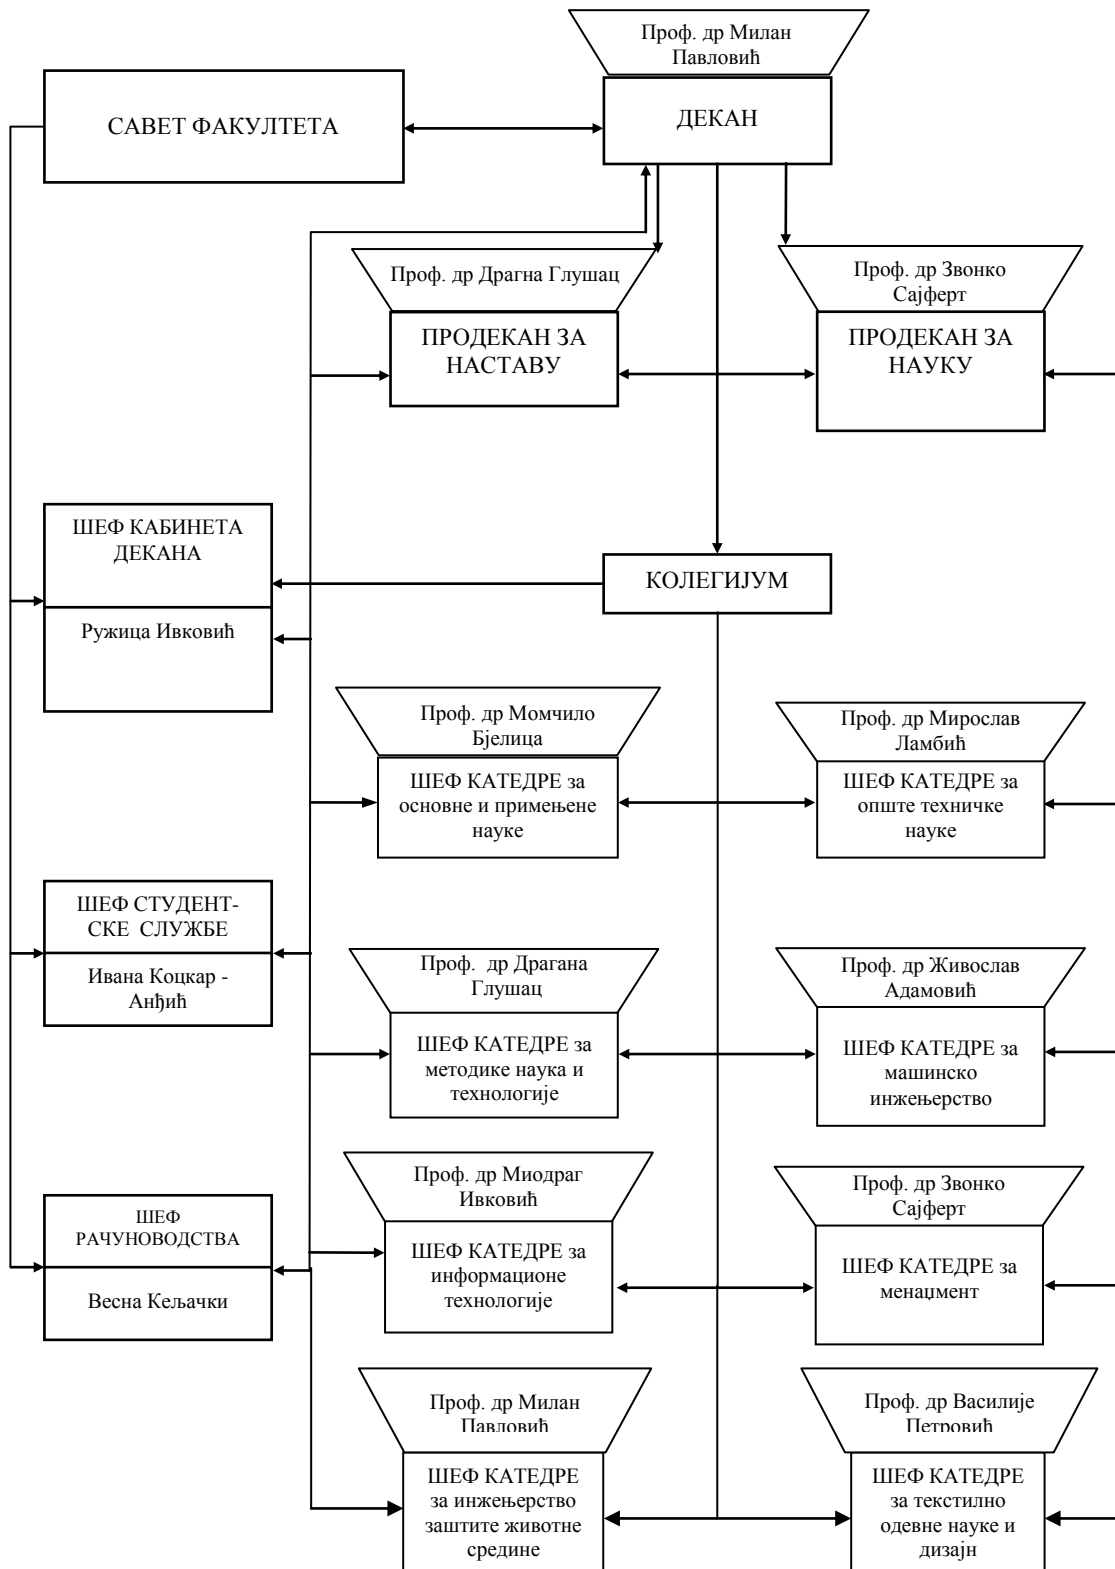 Проф. др Милан
Павловић
САВЕТ ФАКУЛТЕТА
ДЕКАН
Проф. др Драгна Глушац
Проф. др Звонко
Сајферт
ПРОДЕКАН ЗА
НАСТАВУ
ПРОДЕКАН ЗА
НАУКУ
ШЕФ КАБИНЕТА
ДЕКАНА
Ружица Ивковић
КОЛЕГИЈУМ
Проф. др Момчило
Бјелица
Проф. др Мирослав
Ламбић
ШЕФ КАТЕДРЕ за
основне и примењене
науке
ШЕФ КАТЕДРЕ за
опште техничке
науке
ШЕФ СТУДЕНТ-
СКЕ СЛУЖБЕ
Ивана Коцкар -
Анђић
Проф. др Драгана
Глушац
Проф. др Живослав
Адамовић
ШЕФ КАТЕДРЕ за
методике наука и
технологије
ШЕФ КАТЕДРЕ за
машинско
инжењерство
Проф. др Миодраг
Ивковић
Проф. др Звонко
Сајферт
ШЕФ
РАЧУНОВОДСТВА
Весна Кељачки
ШЕФ КАТЕДРЕ за
информационе
технологије
ШЕФ КАТЕДРЕ за
менаџмент
Проф. др Милан
Павловић
Проф. др Василије
Петровић
ШЕФ КАТЕДРЕ
за инжењерство
заштите животне
средине
ШЕФ КАТЕДРЕ
за текстилно
одевне науке и
дизајн